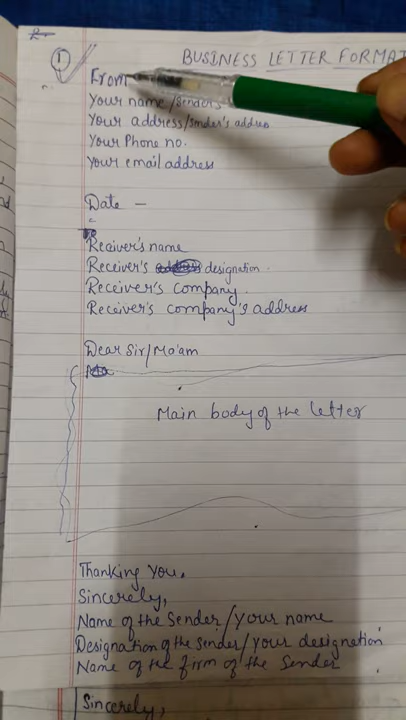 1
BUSINESS LETTER FORMAT
From
Your name/Sender's
Your address/Sender's address
Your Phone no.
Your email address
Date —
Receiver's name
Receiver's designation.
Receiver's company.
Receiver's company's address
Dear Sir/Ma'am
Main body of the letter
Thanking You.
Sincerely,
Name of the Sender/your name
Designation of the Sender/your designation
Name of the firm of the Sender
Sincerely,